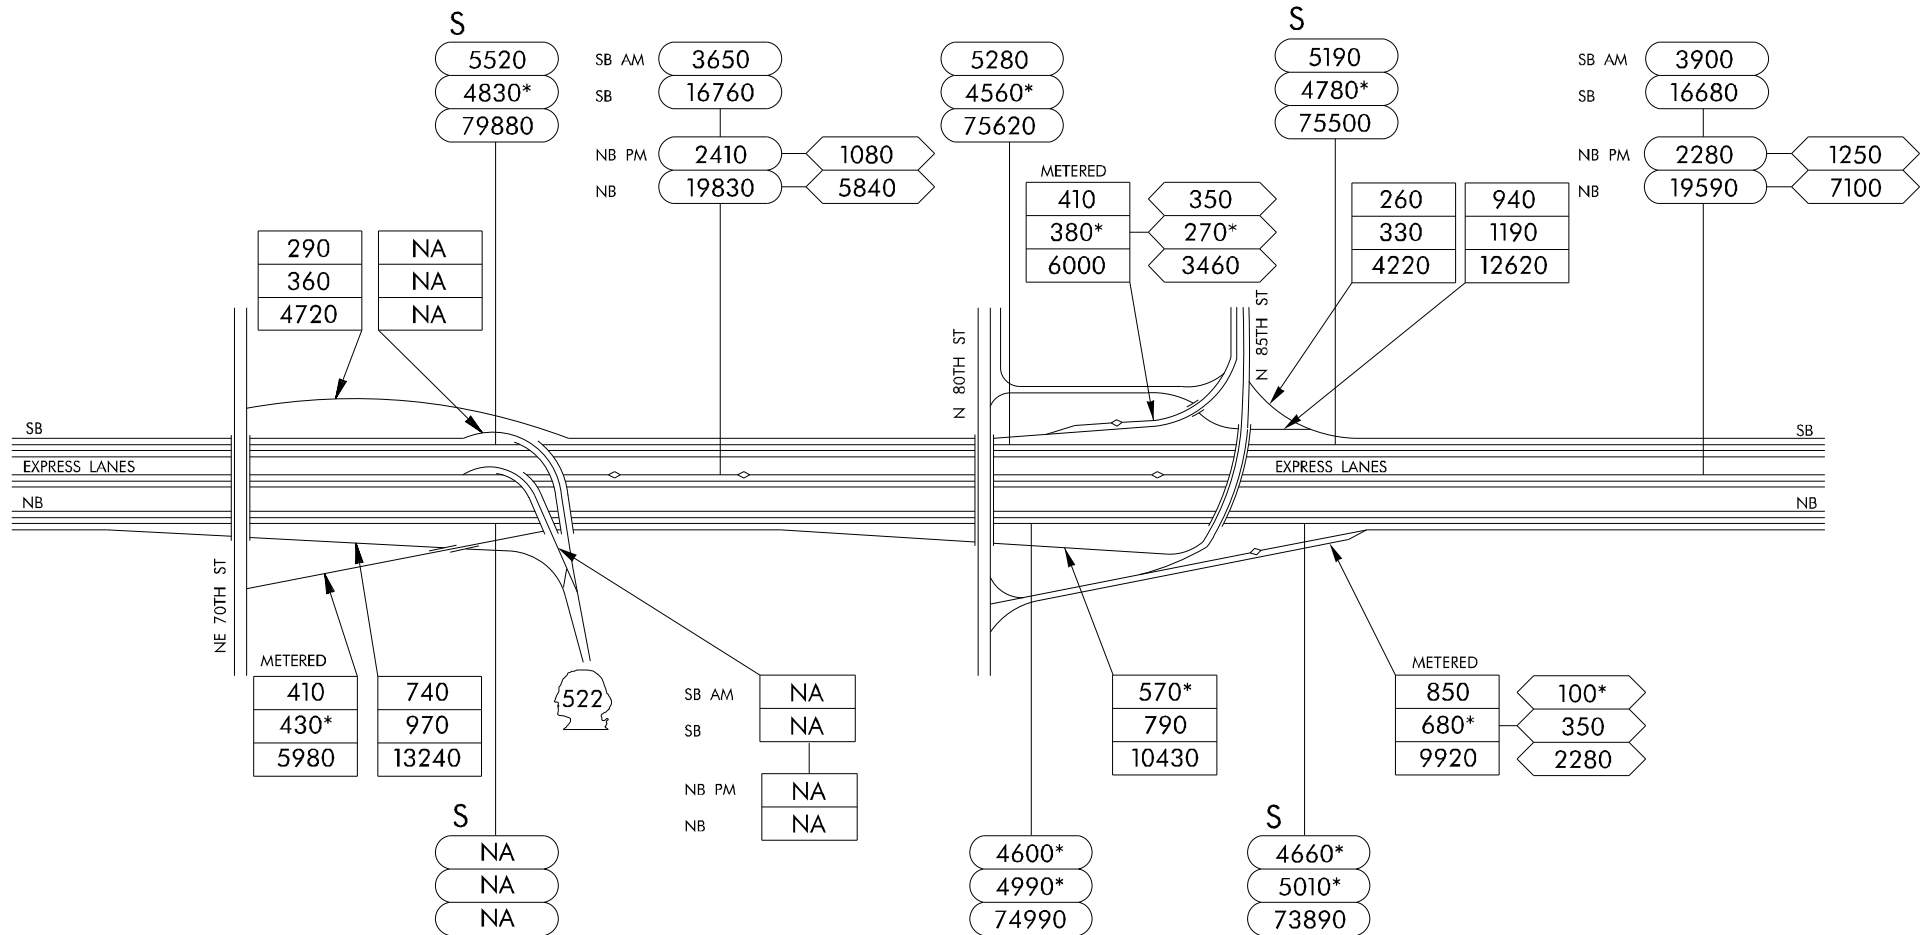 S
5520
4830*
79880
SB AM
3650
SB
16760
NB PM
2410
1080
NB
19830
5840
5280
4560*
75620
S
5190
4780*
75500
SB AM
3900
SB
16680
NB PM
2280
1250
NB
19590
7100
METERED
410
350
380*
270*
6000
3460
260
940
330
1190
4220
12620
290
NA
360
NA
4720
NA
N 80TH ST
N 85TH ST
SB
SB
EXPRESS LANES
EXPRESS LANES
NB
NB
NE 70TH ST
METERED
410
740
430*
970
5980
13240
522
SB AM
NA
SB
NA
NB PM
NA
NB
NA
570*
790
10430
METERED
850
100*
680*
350
9920
2280
S
NA
NA
NA
4600*
4990*
74990
S
4660*
5010*
73890